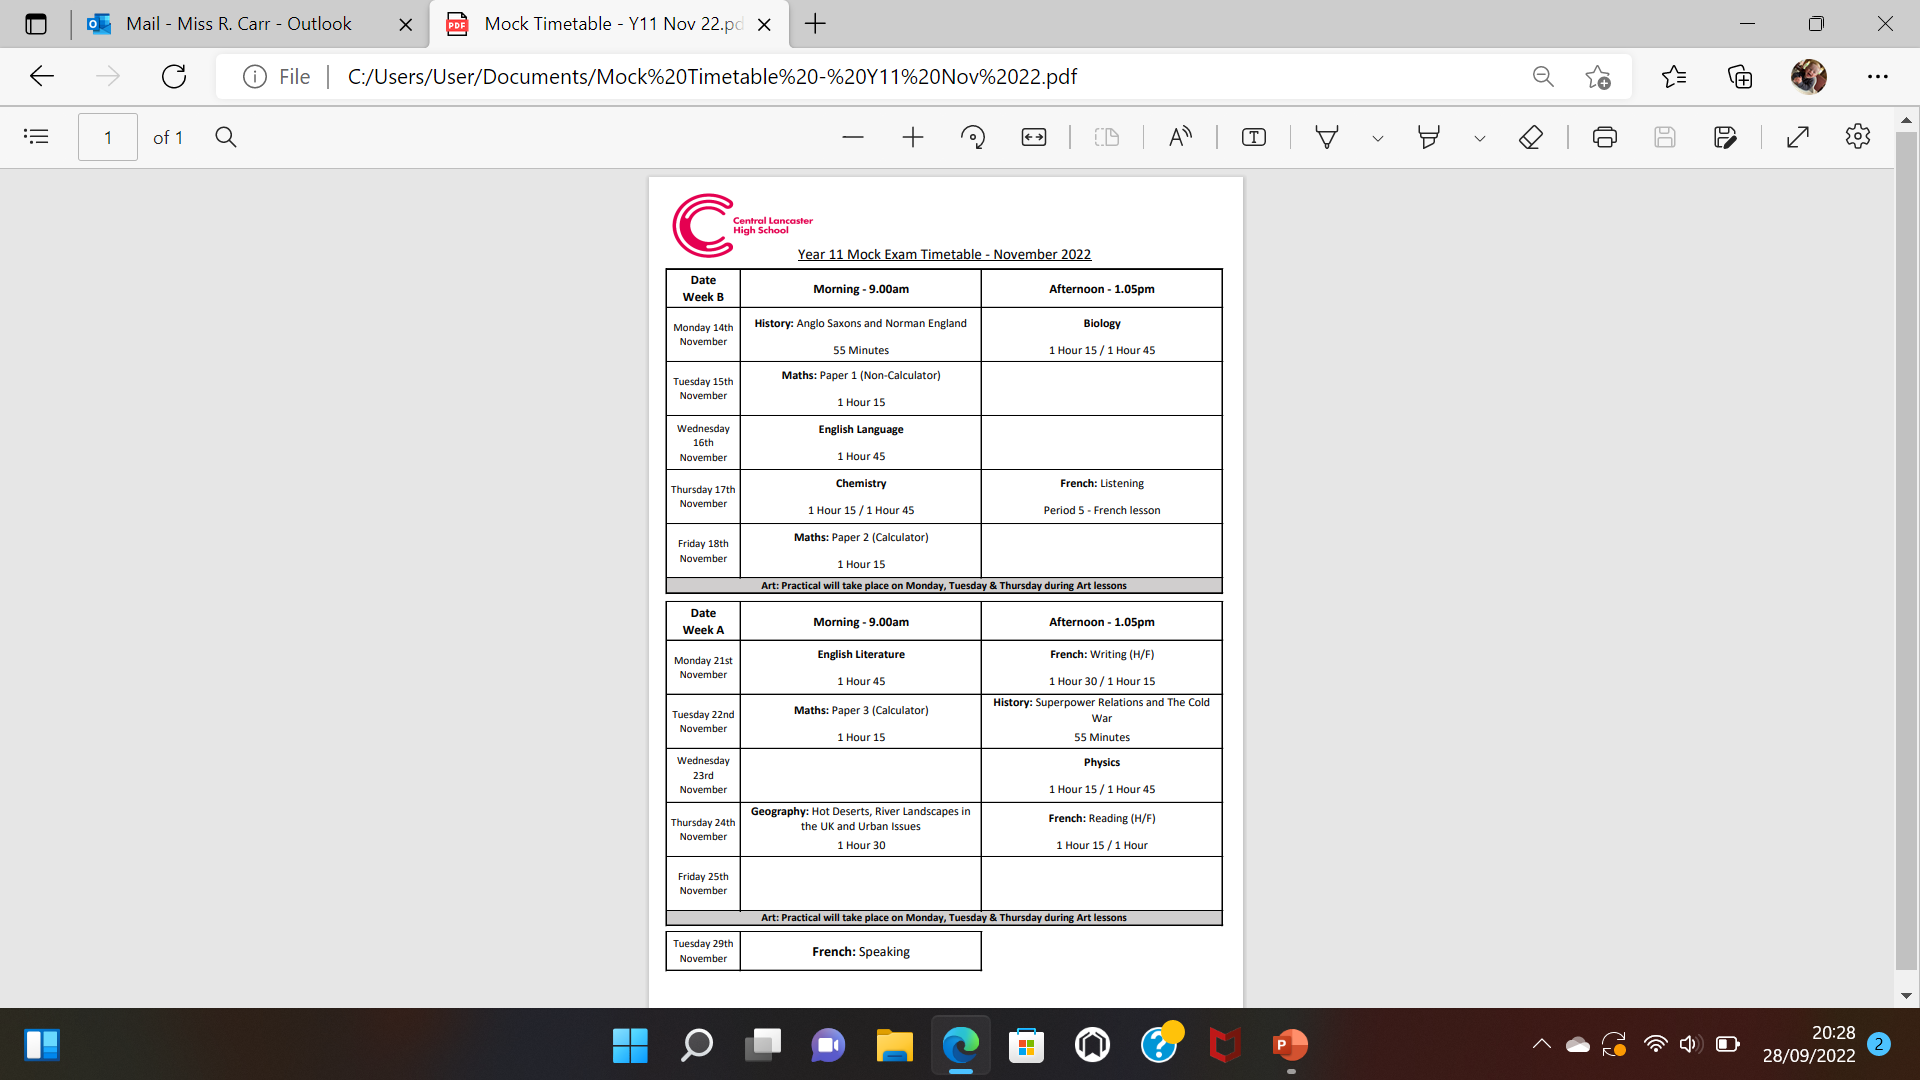 Mail - Miss R. Carr - Outlook
Mock Timetable - Y11 Nov 22.pd
File
C:/Users/User/Documents/Mock%20Timetable%20-%20Y11%20Nov%2022.pdf
1 of 1
Central Lancaster
High School
Year 11 Mock Exam Timetable - November 2022
Date
Week B
Morning - 9.00am
Afternoon - 1.05pm
Monday 14th
November
History: Anglo Saxons and Norman England
55 Minutes
Biology
1 Hour 15 / 1 Hour 45
Tuesday 15th
November
Maths: Paper 1 (Non-Calculator)
1 Hour 15
Wednesday
16th
November
English Language
1 Hour 45
Thursday 17th
November
Chemistry
1 Hour 15 / 1 Hour 45
French: Listening
Period 5 - French lesson
Friday 18th
November
Maths: Paper 2 (Calculator)
1 Hour 15
Art: Practical will take place on Monday, Tuesday & Thursday during Art lessons
Date
Week A
Morning - 9.00am
Afternoon - 1.05pm
Monday 21st
November
English Literature
1 Hour 45
French: Writing (H/F)
1 Hour 30 / 1 Hour 15
Tuesday 22nd
November
Maths: Paper 3 (Calculator)
1 Hour 15
History: Superpower Relations and The Cold
War
55 Minutes
Wednesday
23rd
November
Physics
1 Hour 15 / 1 Hour 45
Thursday 24th
November
Geography: Hot Deserts, River Landscapes in
the UK and Urban Issues
1 Hour 30
French: Reading (H/F)
1 Hour 15 / 1 Hour
Friday 25th
November
Art: Practical will take place on Monday, Tuesday & Thursday during Art lessons
Tuesday 29th
November
French: Speaking
20:28
28/09/2022
2